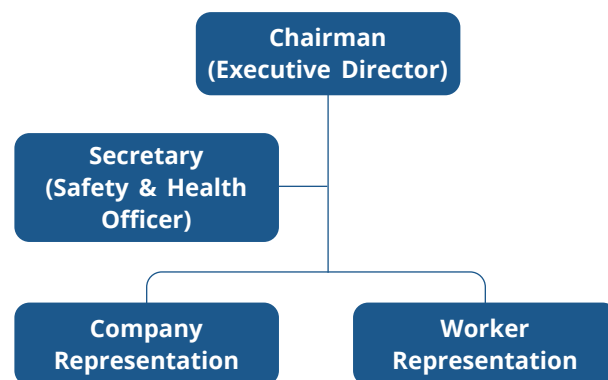 Chairman
(Executive Director)
Secretary
(Safety & Health
Officer)
Company
Representation
Worker
Representation